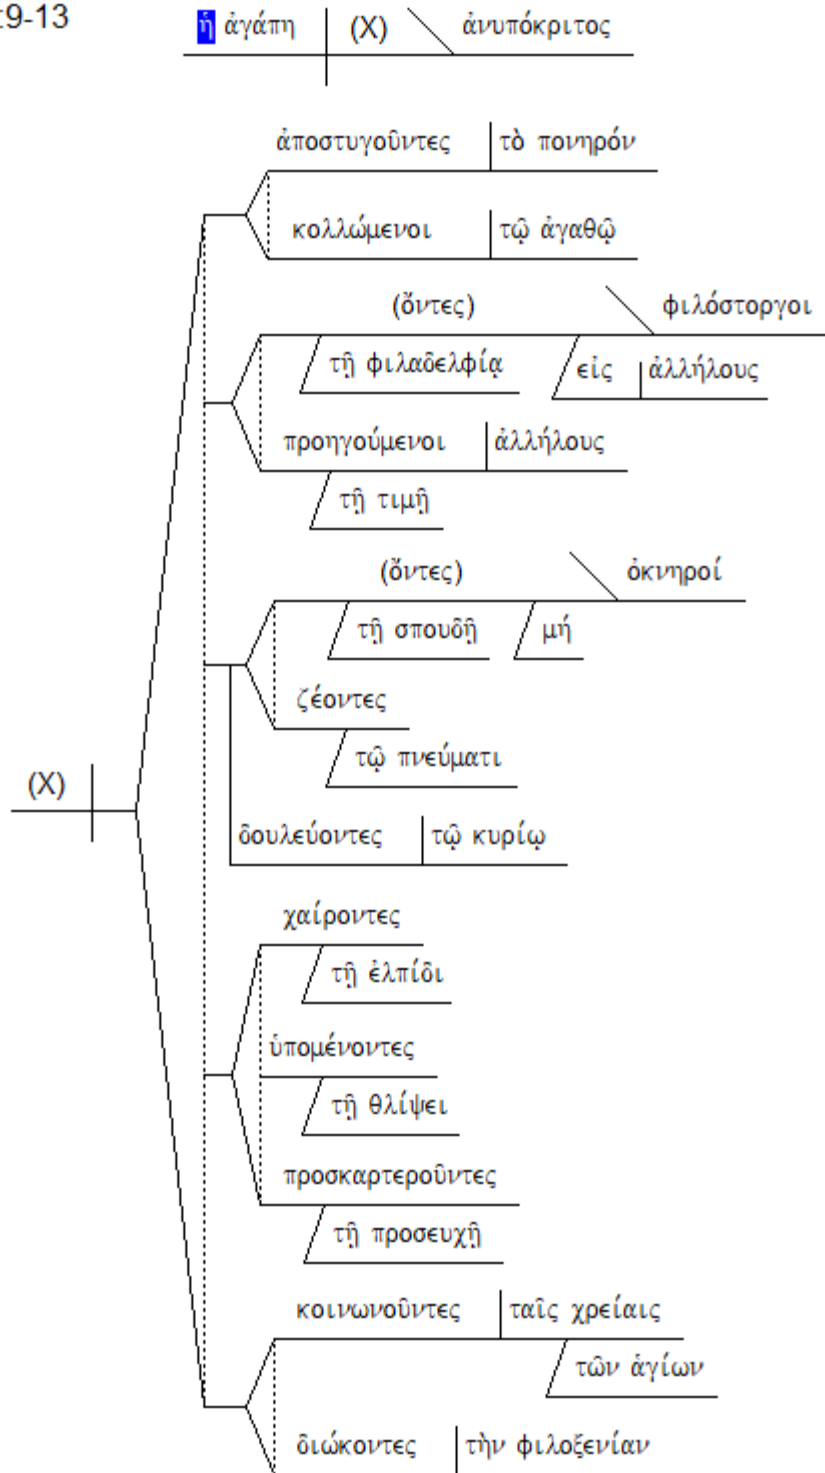 :9-13
ἡ ἀγάπη (X) ἀνυπόκριτος
ἀποστυγοῦντες τὸ πονηρόν
κολλώμενοι τῷ ἀγαθῷ
(ὄντες) φιλόστοργοι
τῇ φιλαδελφίᾳ εἰς ἀλλήλους
προηγούμενοι ἀλλήλους
τῇ τιμῇ
(ὄντες) ὀκνηροί
τῇ σπουδῇ μή
ζέοντες
τῷ πνεύματι
(X)
δουλεύοντες τῷ κυρίῳ
χαίροντες
τῇ ἐλπίδι
ὑπομένοντες
τῇ θλίψει
προσκαρτεροῦντες
τῇ προσευχῇ
κοινωνοῦντες ταῖς χρείαις
τῶν ἁγίων
διώκοντες τὴν φιλοξενίαν